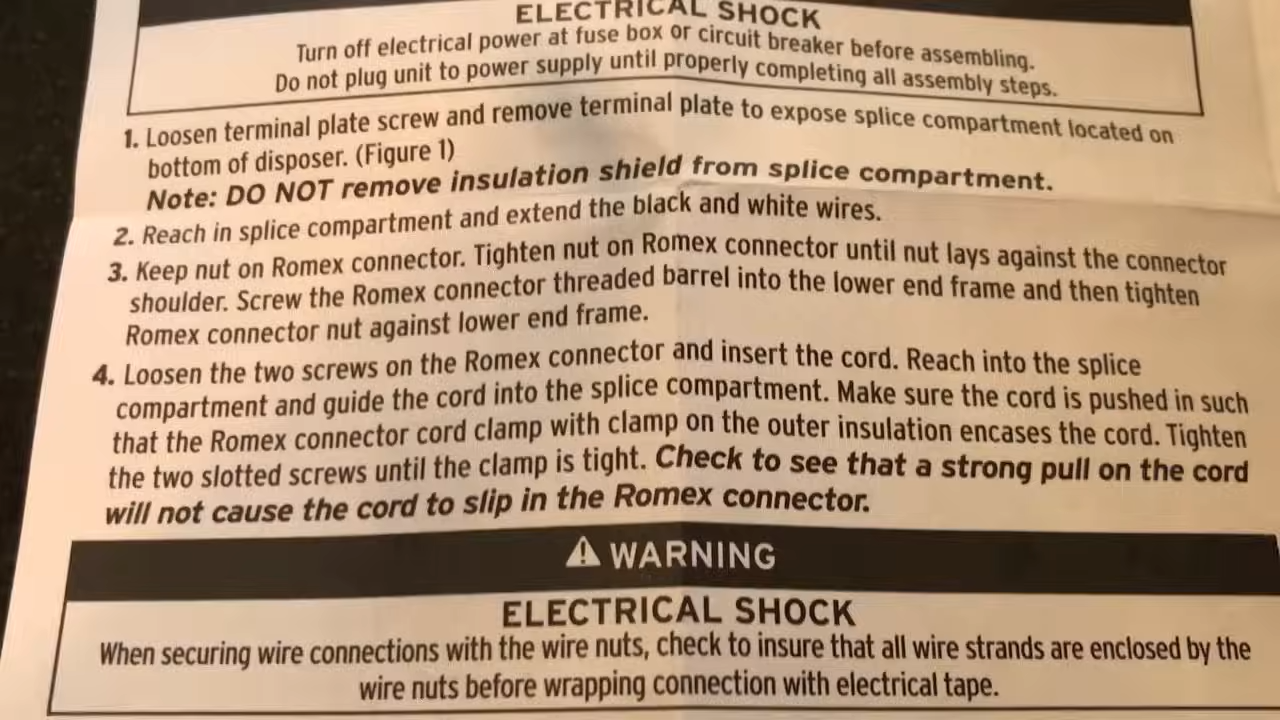 ELECTRICAL SHOCK
Turn off electrical power at fuse box or circuit breaker before assembling.
Do not plug unit to power supply until properly completing all assembly steps.
1. Loosen terminal plate screw and remove terminal plate to expose splice compartment located on
bottom of disposer. (Figure 1)
Note: DO NOT remove insulation shield from splice compartment.
2. Reach in splice compartment and extend the black and white wires.
3. Keep nut on Romex connector. Tighten nut on Romex connector until nut lays against the connector
shoulder. Screw the Romex connector threaded barrel into the lower end frame and then tighten
Romex connector nut against lower end frame.
4. Loosen the two screws on the Romex connector and insert the cord. Reach into the splice
compartment and guide the cord into the splice compartment. Make sure the cord is pushed in such
that the Romex connector cord clamp with clamp on the outer insulation encases the cord. Tighten
the two slotted screws until the clamp is tight. Check to see that a strong pull on the cord
will not cause the cord to slip in the Romex connector.
⚠ WARNING
ELECTRICAL SHOCK
When securing wire connections with the wire nuts, check to insure that all wire strands are enclosed by the
wire nuts before wrapping connection with electrical tape.